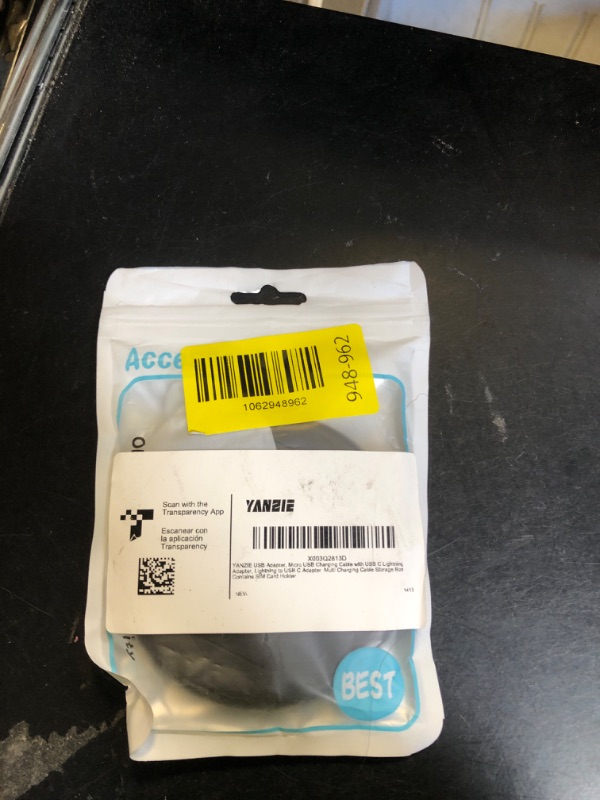 Acce
1062948962
948-962
Scan with the
Transparency App
Escanear con
la aplicación
Transparency
YANZIE
X003Q2813D
YANZIE USB Adapter, Micro USB Charging Cable with USB C Lightning
Adapter, Lightning to USB C Adapter, Multi Charging Cable Storage Box
Contains SIM Card Holder
NEW
BEST